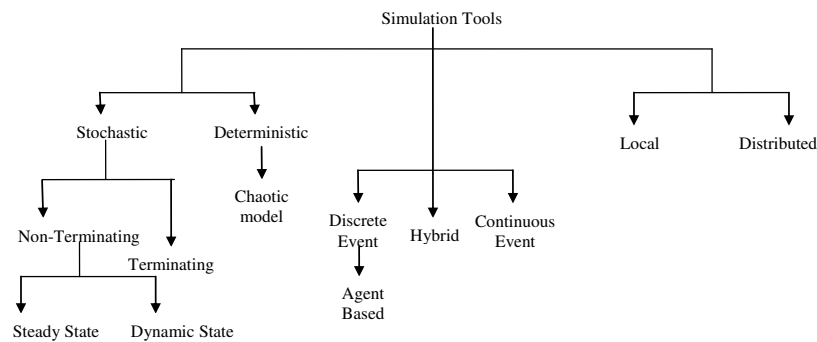 Simulation Tools
Stochastic
Deterministic
Local
Distributed
Chaotic
model
Non-Terminating
Terminating
Discrete
Event
Hybrid
Continuous
Event
Agent
Based
Steady State
Dynamic State